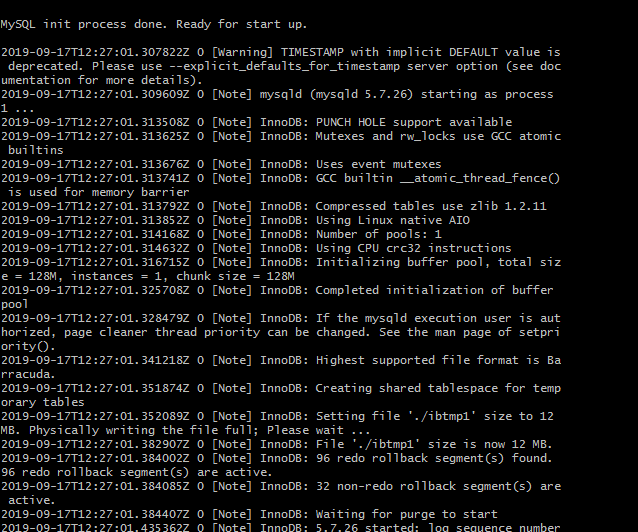 MySQL init process done. Ready for start up.
2019-09-17T12:27:01.307822Z 0 [Warning] TIMESTAMP with implicit DEFAULT value is
 deprecated. Please use --explicit_defaults_for_timestamp server option (see doc
umentation for more details).
2019-09-17T12:27:01.309609Z 0 [Note] mysqld (mysqld 5.7.26) starting as process
1 ...
2019-09-17T12:27:01.313508Z 0 [Note] InnoDB: PUNCH HOLE support available
2019-09-17T12:27:01.313625Z 0 [Note] InnoDB: Mutexes and rw_locks use GCC atomic
 builtins
2019-09-17T12:27:01.313676Z 0 [Note] InnoDB: Uses event mutexes
2019-09-17T12:27:01.313741Z 0 [Note] InnoDB: GCC builtin __atomic_thread_fence()
 is used for memory barrier
2019-09-17T12:27:01.313792Z 0 [Note] InnoDB: Compressed tables use zlib 1.2.11
2019-09-17T12:27:01.313852Z 0 [Note] InnoDB: Using Linux native AIO
2019-09-17T12:27:01.314168Z 0 [Note] InnoDB: Number of pools: 1
2019-09-17T12:27:01.314632Z 0 [Note] InnoDB: Using CPU crc32 instructions
2019-09-17T12:27:01.316715Z 0 [Note] InnoDB: Initializing buffer pool, total siz
e = 128M, instances = 1, chunk size = 128M
2019-09-17T12:27:01.325708Z 0 [Note] InnoDB: Completed initialization of buffer
pool
2019-09-17T12:27:01.328479Z 0 [Note] InnoDB: If the mysqld execution user is aut
horized, page cleaner thread priority can be changed. See the man page of setpri
ority().
2019-09-17T12:27:01.341218Z 0 [Note] InnoDB: Highest supported file format is Ba
rracuda.
2019-09-17T12:27:01.351874Z 0 [Note] InnoDB: Creating shared tablespace for temp
orary tables
2019-09-17T12:27:01.352089Z 0 [Note] InnoDB: Setting file './ibtmp1' size to 12
MB. Physically writing the file full; Please wait ...
2019-09-17T12:27:01.382907Z 0 [Note] InnoDB: File './ibtmp1' size is now 12 MB.
2019-09-17T12:27:01.384002Z 0 [Note] InnoDB: 96 redo rollback segment(s) found.
96 redo rollback segment(s) are active.
2019-09-17T12:27:01.384085Z 0 [Note] InnoDB: 32 non-redo rollback segment(s) are
 active.
2019-09-17T12:27:01.384407Z 0 [Note] InnoDB: Waiting for purge to start
2019-09-17T12:27:01.435362Z 0 [Note] InnoDB: 5.7.26 started; log sequence number